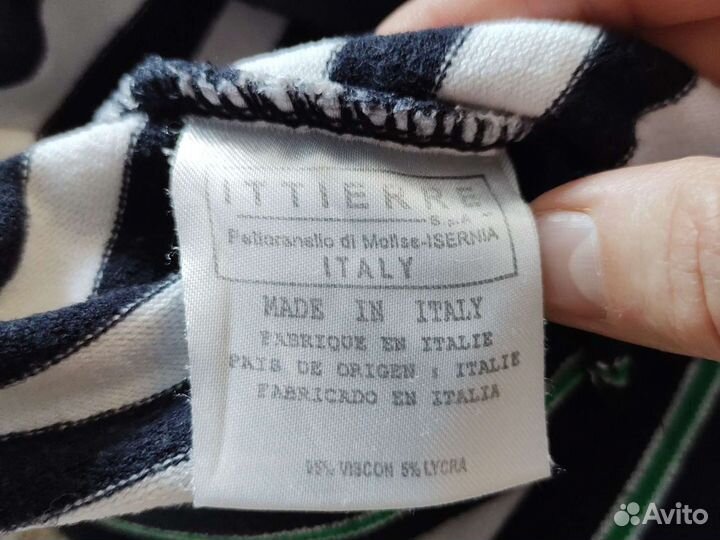 ITTIERRE
S.p.A.
Petloranello di Molise-ISERNIA
ITALY
MADE IN ITALY
FABRIQUE EN ITALIE
PAIS DE ORIGEN : ITALIE
FABRICADO EN ITALIA
95% VISCON 5% LYCRA
Avito